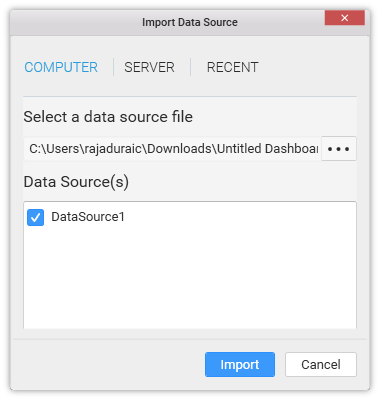 Import Data Source
COMPUTER SERVER RECENT
Select a data source file
C:\Users\rajaduraic\Downloads\Untitled Dashboar
Data Source(s)
DataSource1
Import Cancel